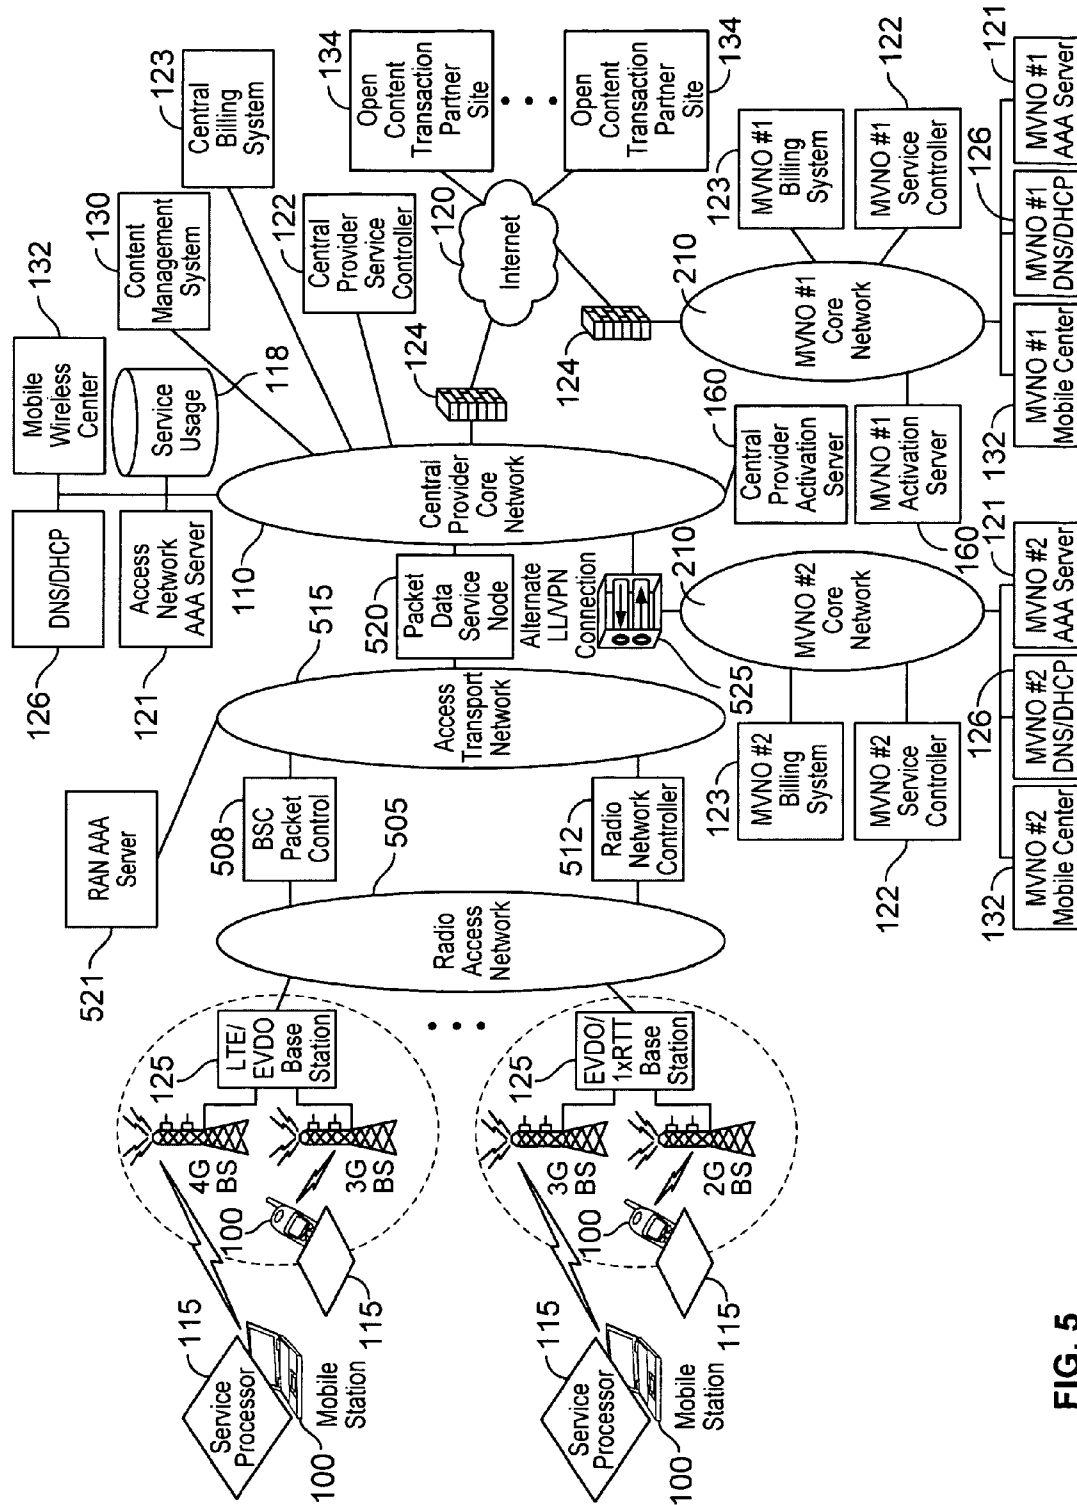 126
DNS/DHCP
Mobile
Wireless
Center
132
121
Access
Network
AAA Server
Service
Usage
118
Content
Management
System
130
Central
Billing
System
123
RAN AAA
Server
521
515
110
Central
Provider
Service
Controller
122
Open
Content
Transaction
Partner
Site
134
Service
Processor
115
100
Mobile
Station
115
100
4G
BS
3G
BS
125
LTE/
EVDO
Base
Station
Radio
Access
Network
505
508
BSC
Packet
Control
Access
Transport
Network
520
Packet
Data
Service
Node
Central
Provider
Core
Network
124
Internet
120
Open
Content
Transaction
Partner
Site
134
Service
Processor
115
100
Mobile
Station
115
100
3G
BS
2G
BS
125
EVDO/
1xRTT
Base
Station
512
Radio
Network
Controller
Alternate
LL/VPN
Connection
525
124
160
Central
Provider
Activation
Server
210
MVNO #2
Core
Network
210
MVNO #1
Core
Network
123
MVNO #2
Billing
System
122
MVNO #2
Service
Controller
160
MVNO #1
Activation
Server
123
MVNO #1
Billing
System
122
MVNO #1
Service
Controller
132
MVNO #2
Mobile Center
126
MVNO #2
DNS/DHCP
121
MVNO #2
AAA Server
132
MVNO #1
Mobile Center
126
MVNO #1
DNS/DHCP
121
MVNO #1
AAA Server
FIG. 5